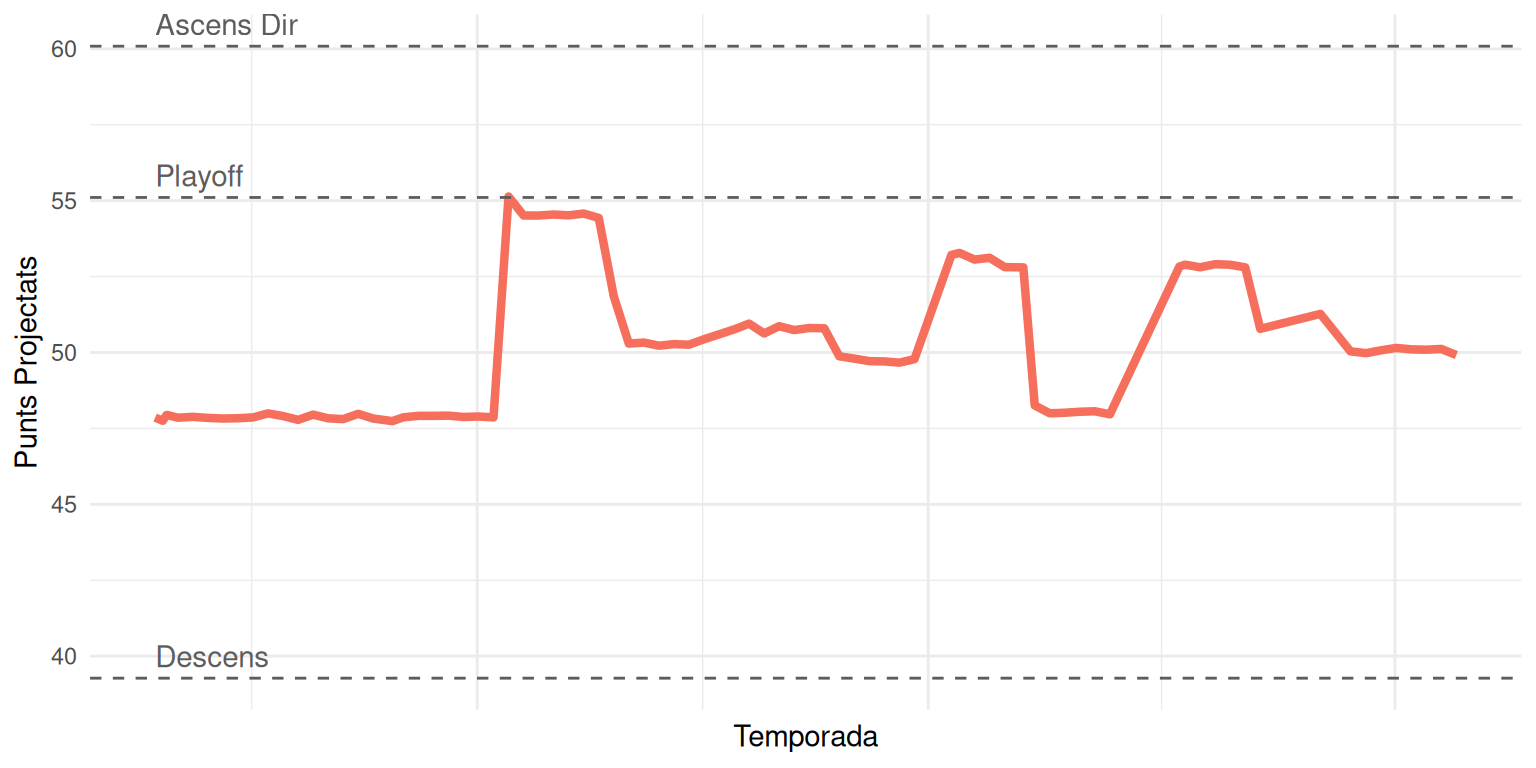 Ascens Dir
60
Playoff
55
50
45
Descens
40
Punts Projectats
Temporada